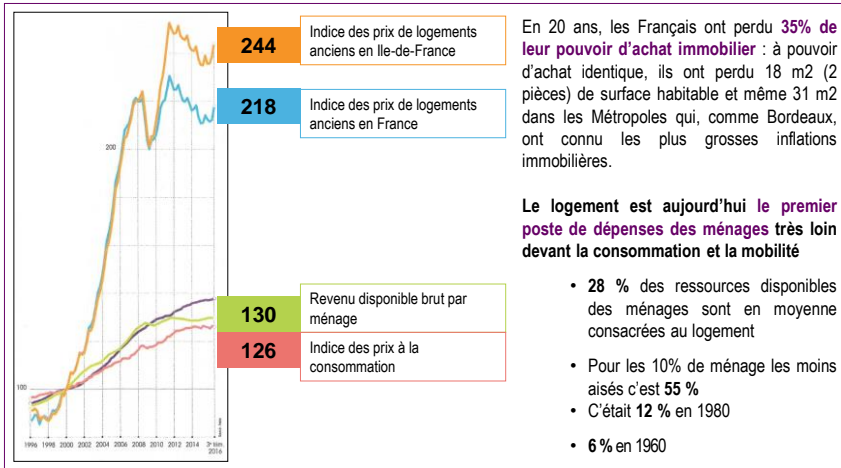 244
Indice des prix de logements
anciens en Ile-de-France
218
Indice des prix de logements
anciens en France
200
130
Revenu disponible brut par
ménage
126
Indice des prix à la
consommation
100
1996 1998 2000 2002 2004 2006 2008 2010 2012 2014 3e trim
2016
En 20 ans, les Français ont perdu 35% de
leur pouvoir d'achat immobilier : à pouvoir
d'achat identique, ils ont perdu 18 m2 (2
pièces) de surface habitable et même 31 m2
dans les Métropoles qui, comme Bordeaux,
ont connu les plus grosses inflations
immobilières.
Le logement est aujourd'hui le premier
poste de dépenses des ménages très loin
devant la consommation et la mobilité
• 28 % des ressources disponibles
des ménages sont en moyenne
consacrées au logement
• Pour les 10% de ménage les moins
aisés c'est 55 %
• C'était 12 % en 1980
• 6 % en 1960